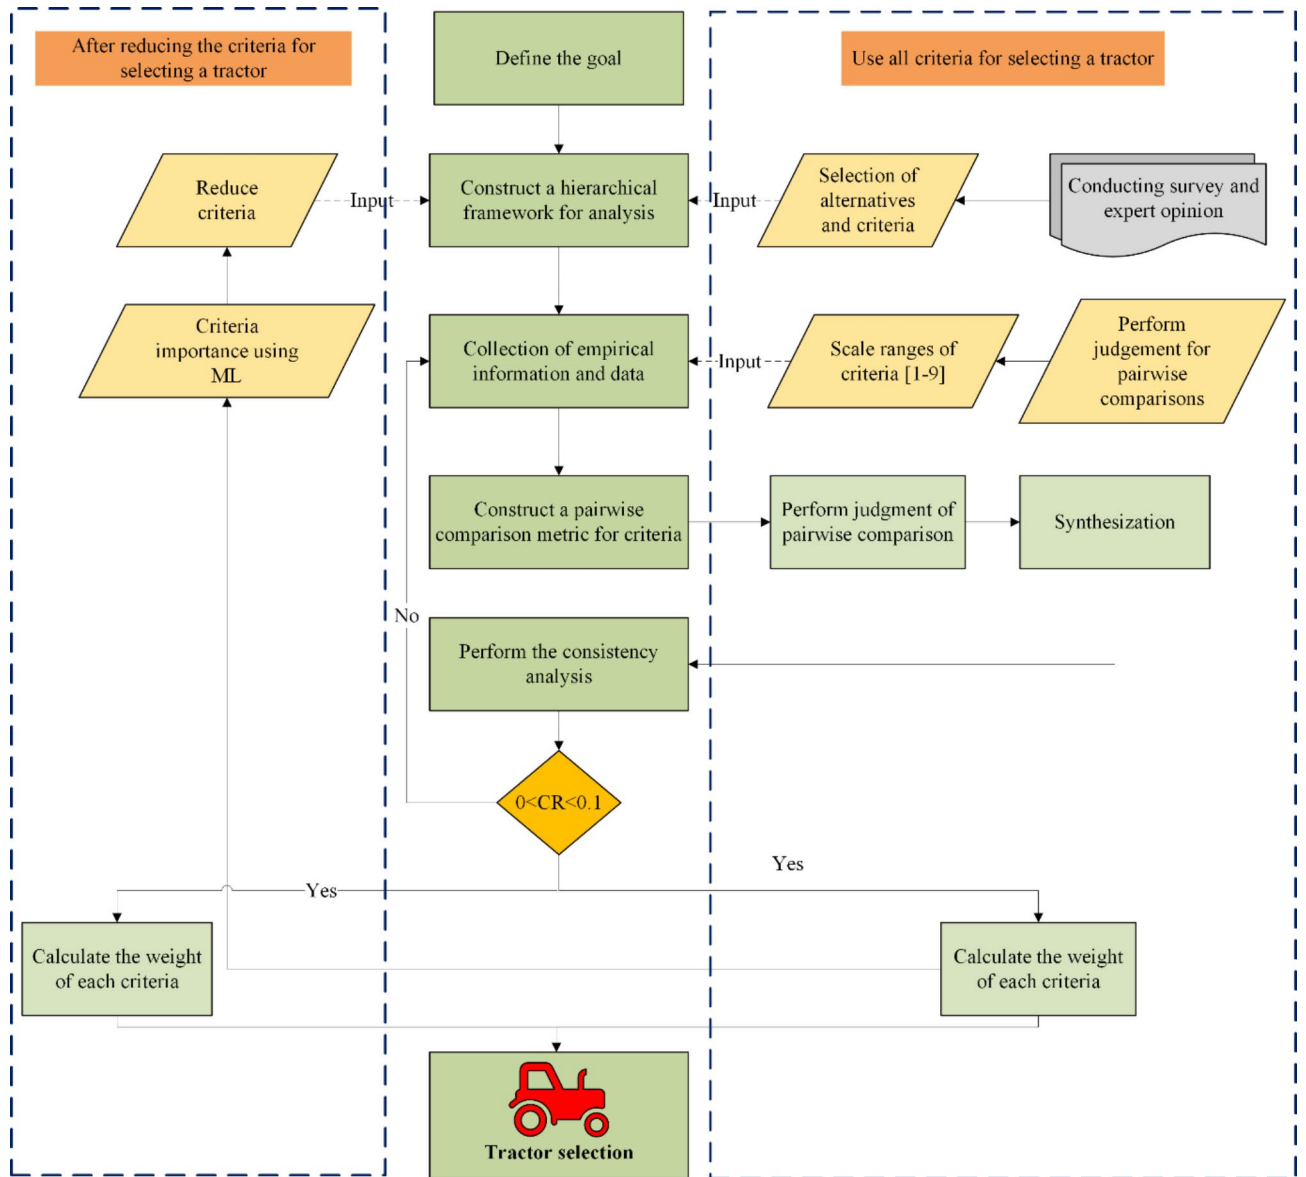 After reducing the criteria for
selecting a tractor
Define the goal
Use all criteria for selecting a tractor
Reduce
criteria
Input
Construct a hierarchical
framework for analysis
Input
Selection of
alternatives
and criteria
Conducting survey and
expert opinion
Criteria
importance using
ML
Collection of empirical
information and data
Input
Scale ranges of
criteria [1-9]
Perform
judgement for
pairwise
comparisons
Construct a pairwise
comparison metric for criteria
Perform judgment of
pairwise comparison
Synthesization
No
Perform the consistency
analysis
0<CR<0.1
Yes
Yes
Calculate the weight
of each criteria
Calculate the weight
of each criteria
Tractor selection